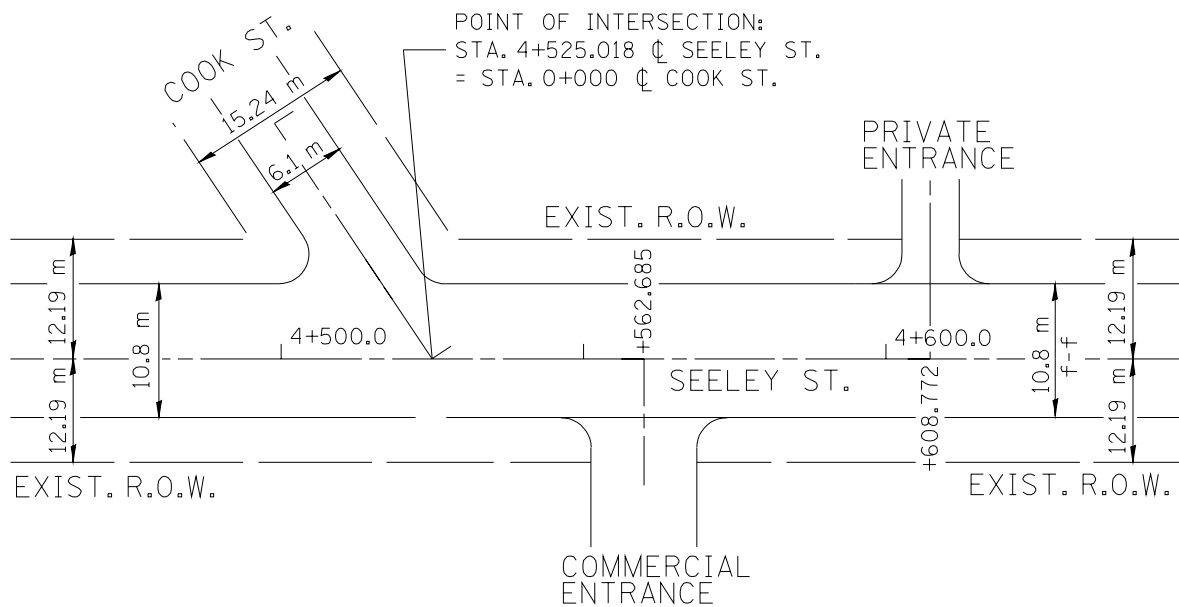 POINT OF INTERSECTION:
STA. 4+525.018 ℄ SEELEY ST.
= STA. 0+000 ℄ COOK ST.
COOK ST.
15.24 m
6.1 m
PRIVATE
ENTRANCE
EXIST. R.O.W.
12.19 m
10.8 m
4+500.0
+562.685
4+600.0
10.8 m
f-f
12.19 m
SEELEY ST.
12.19 m
+608.772
12.19 m
EXIST. R.O.W.
EXIST. R.O.W.
COMMERCIAL
ENTRANCE